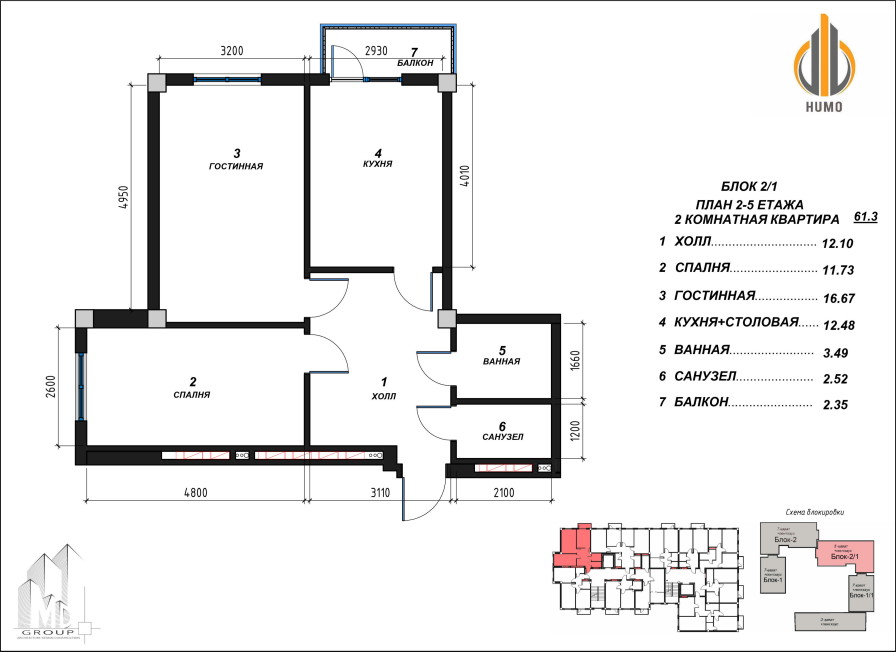 3200
2930
7
БАЛКОН
HUMO
3
ГОСТИННАЯ
4
КУХНЯ
4950
4010
БЛОК 2/1
ПЛАН 2-5 ЕТАЖА
2 КОМНАТНАЯ КВАРТИРА 61.3
1 ХОЛЛ............................ 12.10
2 СПАЛНЯ........................ 11.73
3 ГОСТИННАЯ................. 16.67
4 КУХНЯ+СТОЛОВАЯ...... 12.48
5 ВАННАЯ........................ 3.49
6 САНУЗЕЛ...................... 2.52
7 БАЛКОН....................... 2.35
2600
2
СПАЛНЯ
1
ХОЛЛ
5
ВАННАЯ
1660
6
САНУЗЕЛ
1200
4800
3110
2100
Схема блокировки
Блок-2
Блок-2/1
Блок-1
Блок-1/1
GROUP